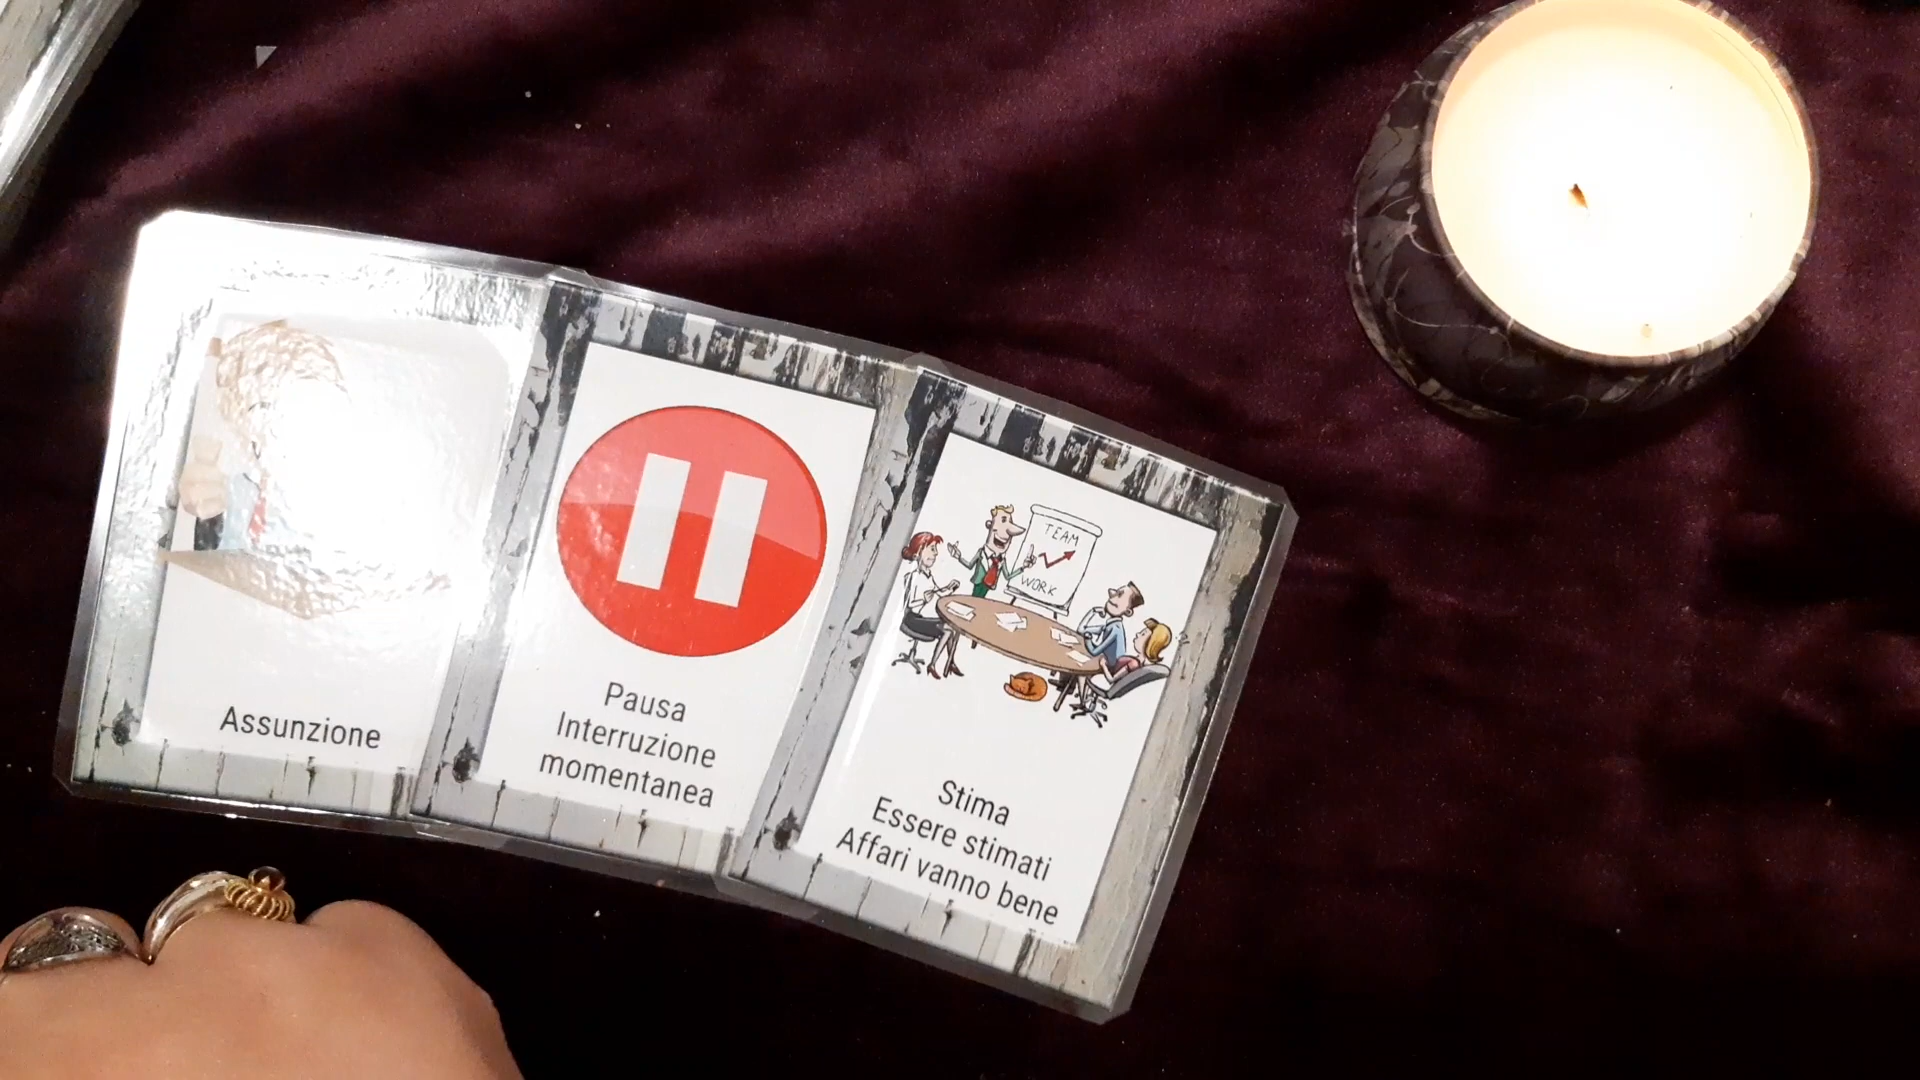 Assunzione
Pausa
Interruzione
momentanea
TEAM
WORK
Stima
Essere stimati
Affari vanno bene